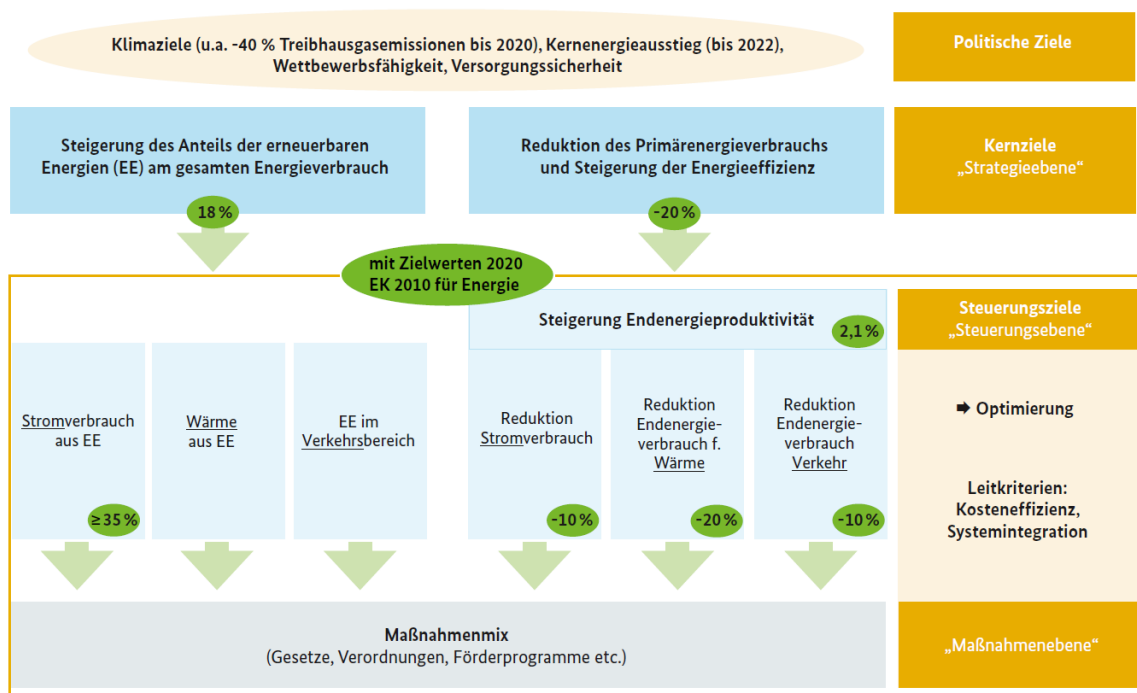 Klimaziele (u.a. -40 % Treibhausgasemissionen bis 2020), Kernenergieausstieg (bis 2022),
Wettbewerbsfähigkeit, Versorgungssicherheit
Politische Ziele
Steigerung des Anteils der erneuerbaren
Energien (EE) am gesamten Energieverbrauch
18 %
Reduktion des Primärenergieverbrauchs
und Steigerung der Energieeffizienz
-20 %
Kernziele
„Strategieebene“
mit Zielwerten 2020
EK 2010 für Energie
Steigerung Endenergieproduktivität
2,1 %
Steuerungsziele
„Steuerungsebene“
Stromverbrauch
aus EE
≥ 35 %
Wärme
aus EE
EE im
Verkehrsbereich
Reduktion
Stromverbrauch
-10 %
Reduktion
Endenergie-
verbrauch f.
Wärme
-20 %
Reduktion
Endenergie-
verbrauch
Verkehr
-10 %
➡ Optimierung
Leitkriterien:
Kosteneffizienz,
Systemintegration
Maßnahmenmix
(Gesetze, Verordnungen, Förderprogramme etc.)
„Maßnahmenebene“